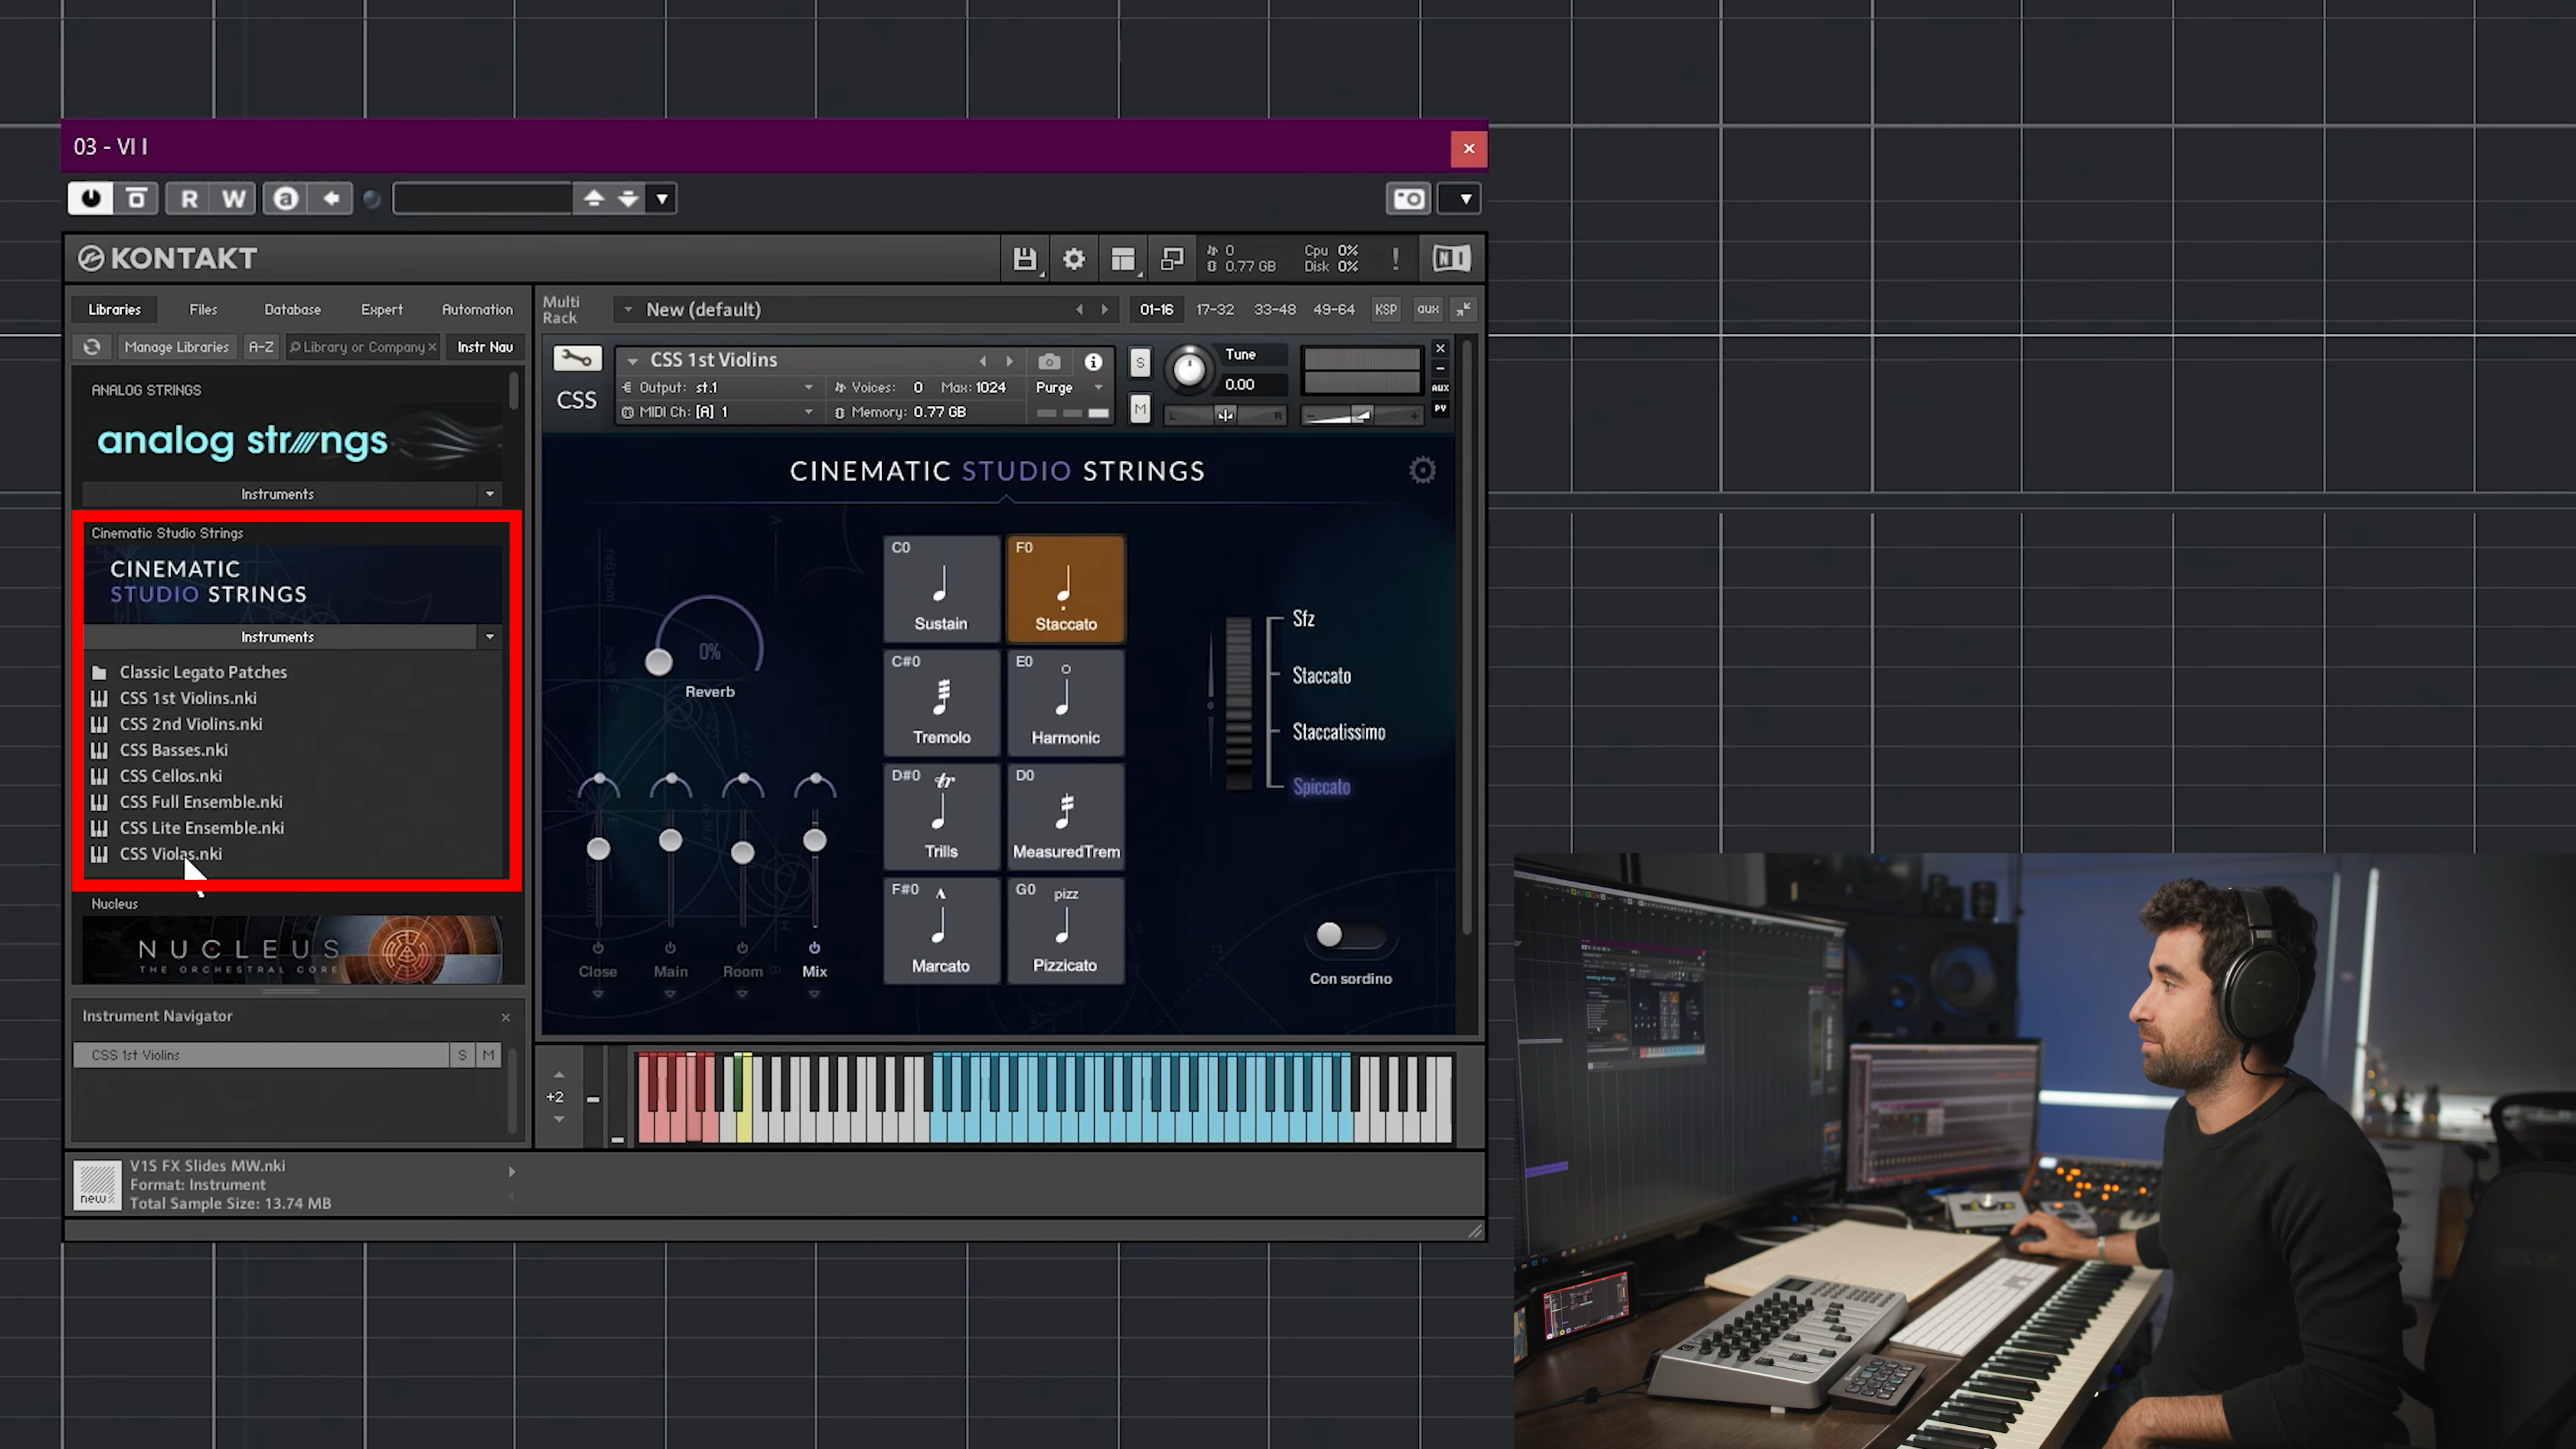 03 - VI I
R W a
KONTAKT
0
0.77 GB
Cpu 0%
Disk 0%
!
NI
Libraries Files Database Expert Automation
Manage Libraries A-Z Library or Company × Instr Nav
Multi Rack
New (default)
01-16 17-32 33-48 49-64 KSP aux
ANALOG STRINGS
analog strings
Instruments
Cinematic Studio Strings
CINEMATIC
STUDIO STRINGS
Instruments
Classic Legato Patches
CSS 1st Violins.nki
CSS 2nd Violins.nki
CSS Basses.nki
CSS Cellos.nki
CSS Full Ensemble.nki
CSS Lite Ensemble.nki
CSS Violas.nki
Nucleus
NUCLEUS
THE ORCHESTRAL CORE
Instrument Navigator
CSS 1st Violins S M
CSS
CSS 1st Violins
Output: st.1 Voices: 0 Max: 1024 Purge
MIDI Ch: [A] 1 Memory: 0.77 GB
S
M
Tune
0.00
L R
AUX
PV
CINEMATIC STUDIO STRINGS
C0
Sustain
F0
Staccato
C#0
Tremolo
E0
Harmonic
D#0 tr
Trills
D0
MeasuredTrem
F#0
Marcato
G0 pizz
Pizzicato
0%
Reverb
Close Main Room Mix
Sfz
Staccato
Staccatissimo
Spiccato
Con sordino
+2
new
V1S FX Slides MW.nki
Format: Instrument
Total Sample Size: 13.74 MB